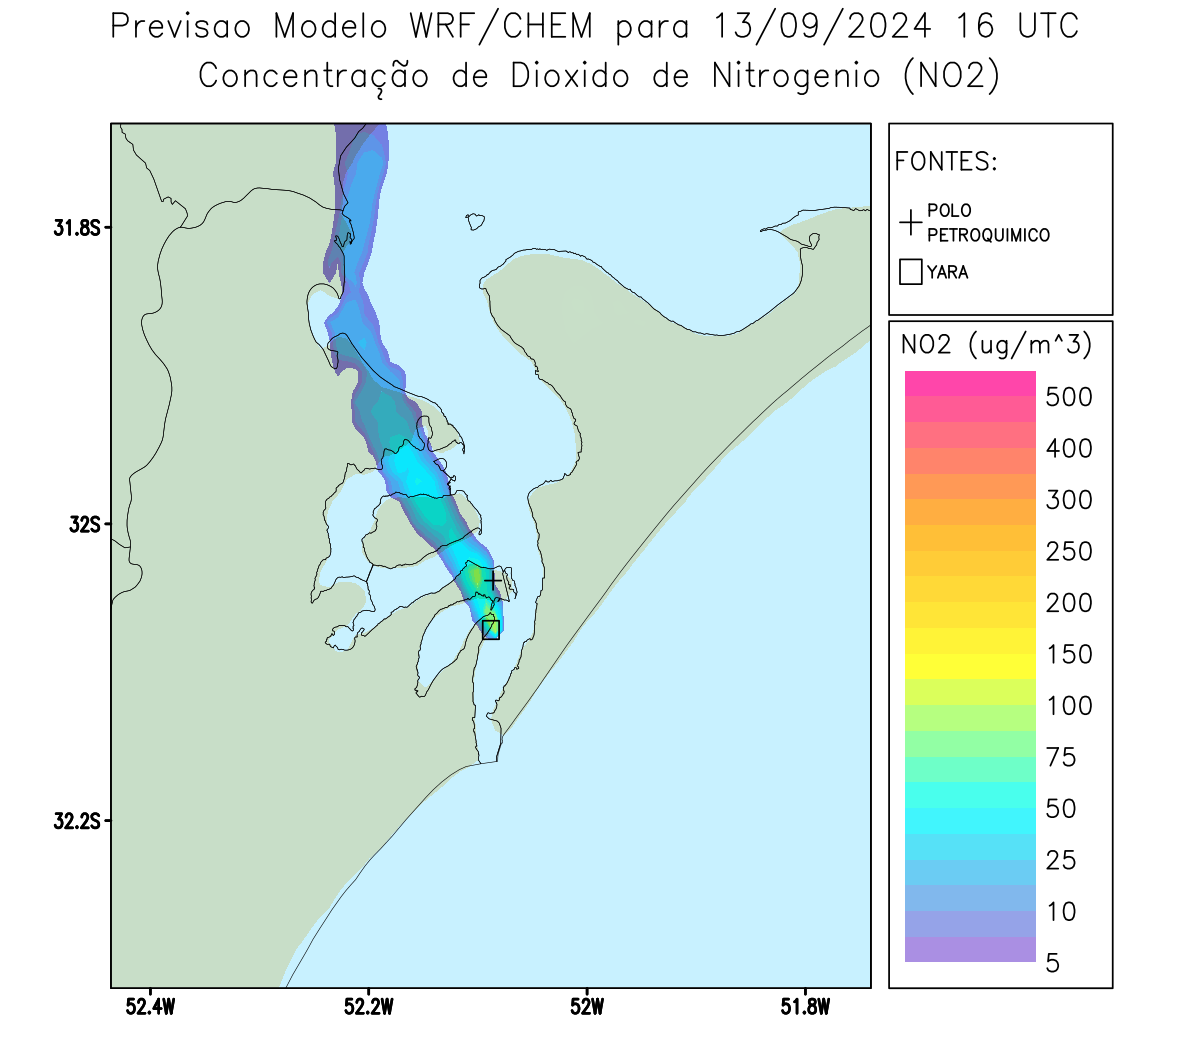 Previsao Modelo WRF/CHEM para 13/09/2024 16 UTC
Concentração de Dioxido de Nitrogenio (NO2)
FONTES:
POLO
PETROQUIMICO
YARA
NO2 (ug/m^3)
500
400
300
250
200
150
100
75
50
25
10
5
31.8S
32S
32.2S
52.4W
52.2W
52W
51.8W